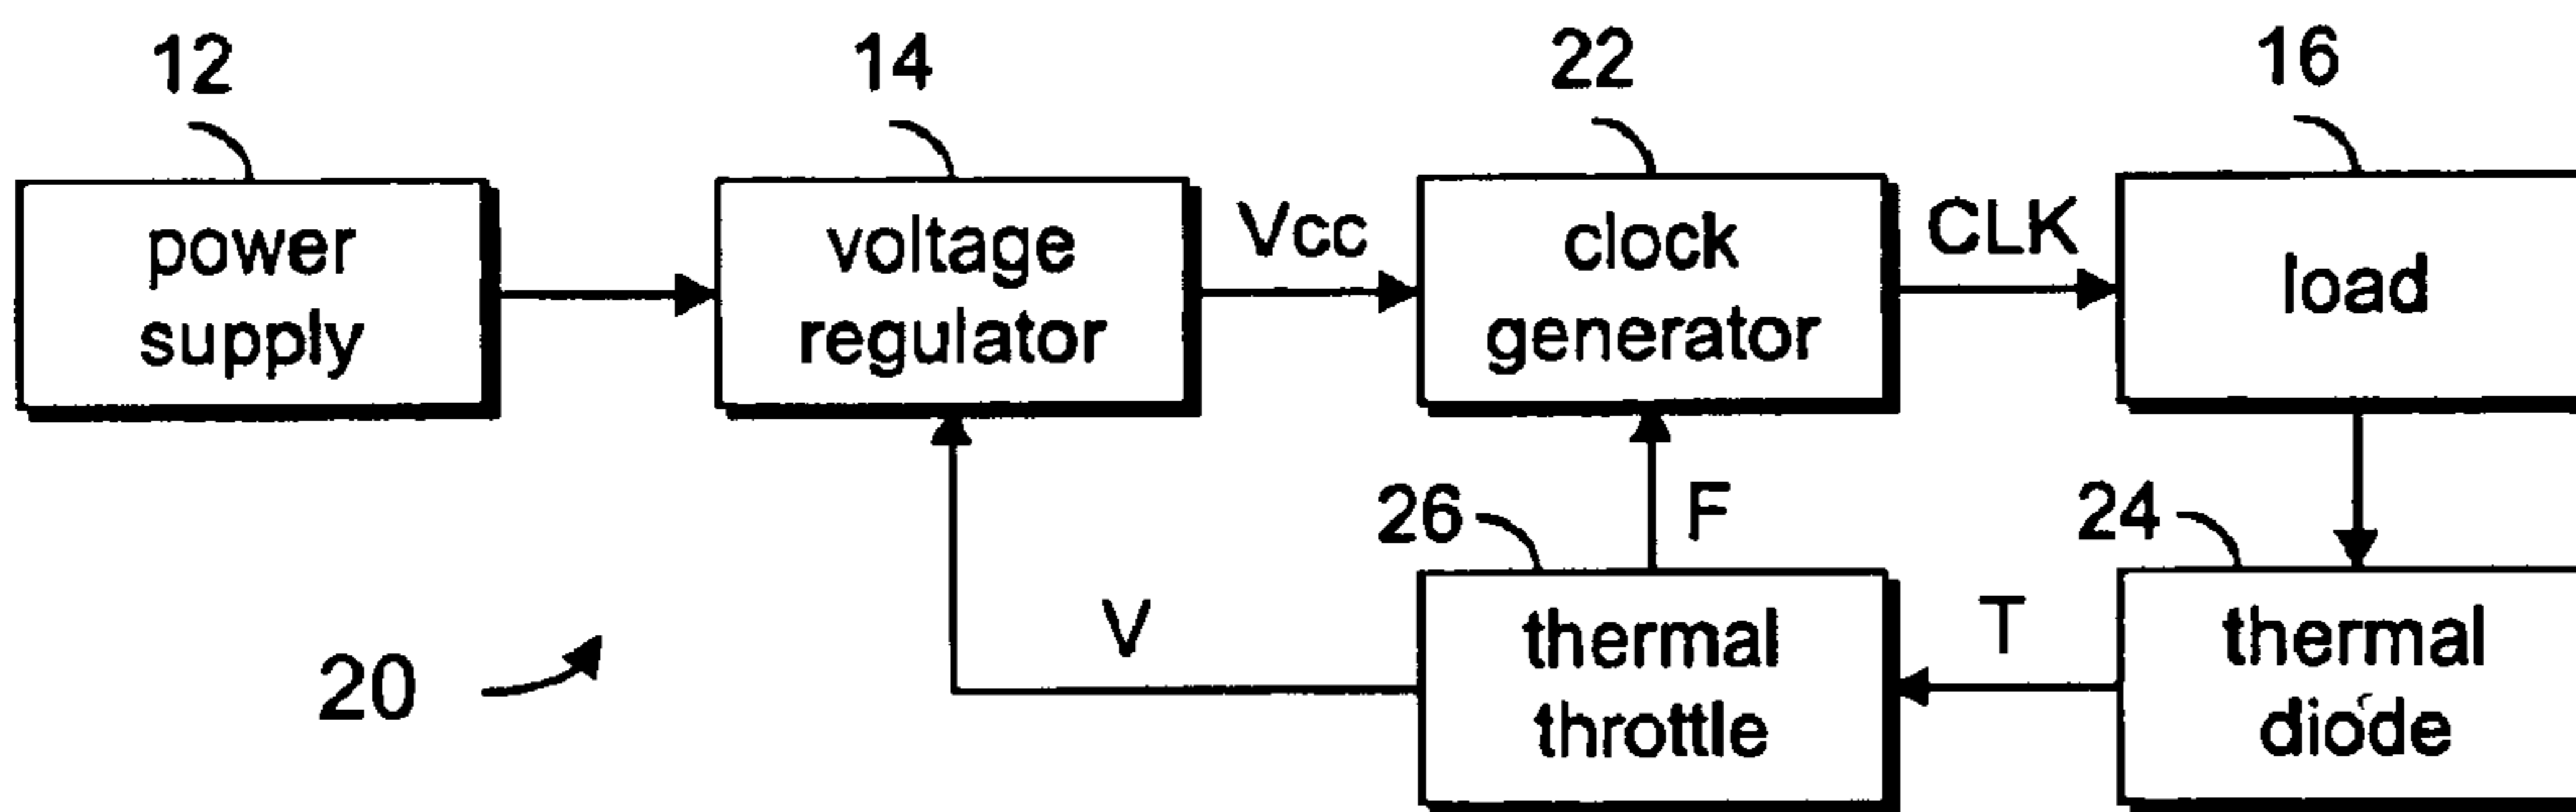 12
14
22
16
power
supply
voltage
regulator
Vcc
clock
generator
CLK
load
26
F
24
20
V
thermal
throttle
T
thermal
diode